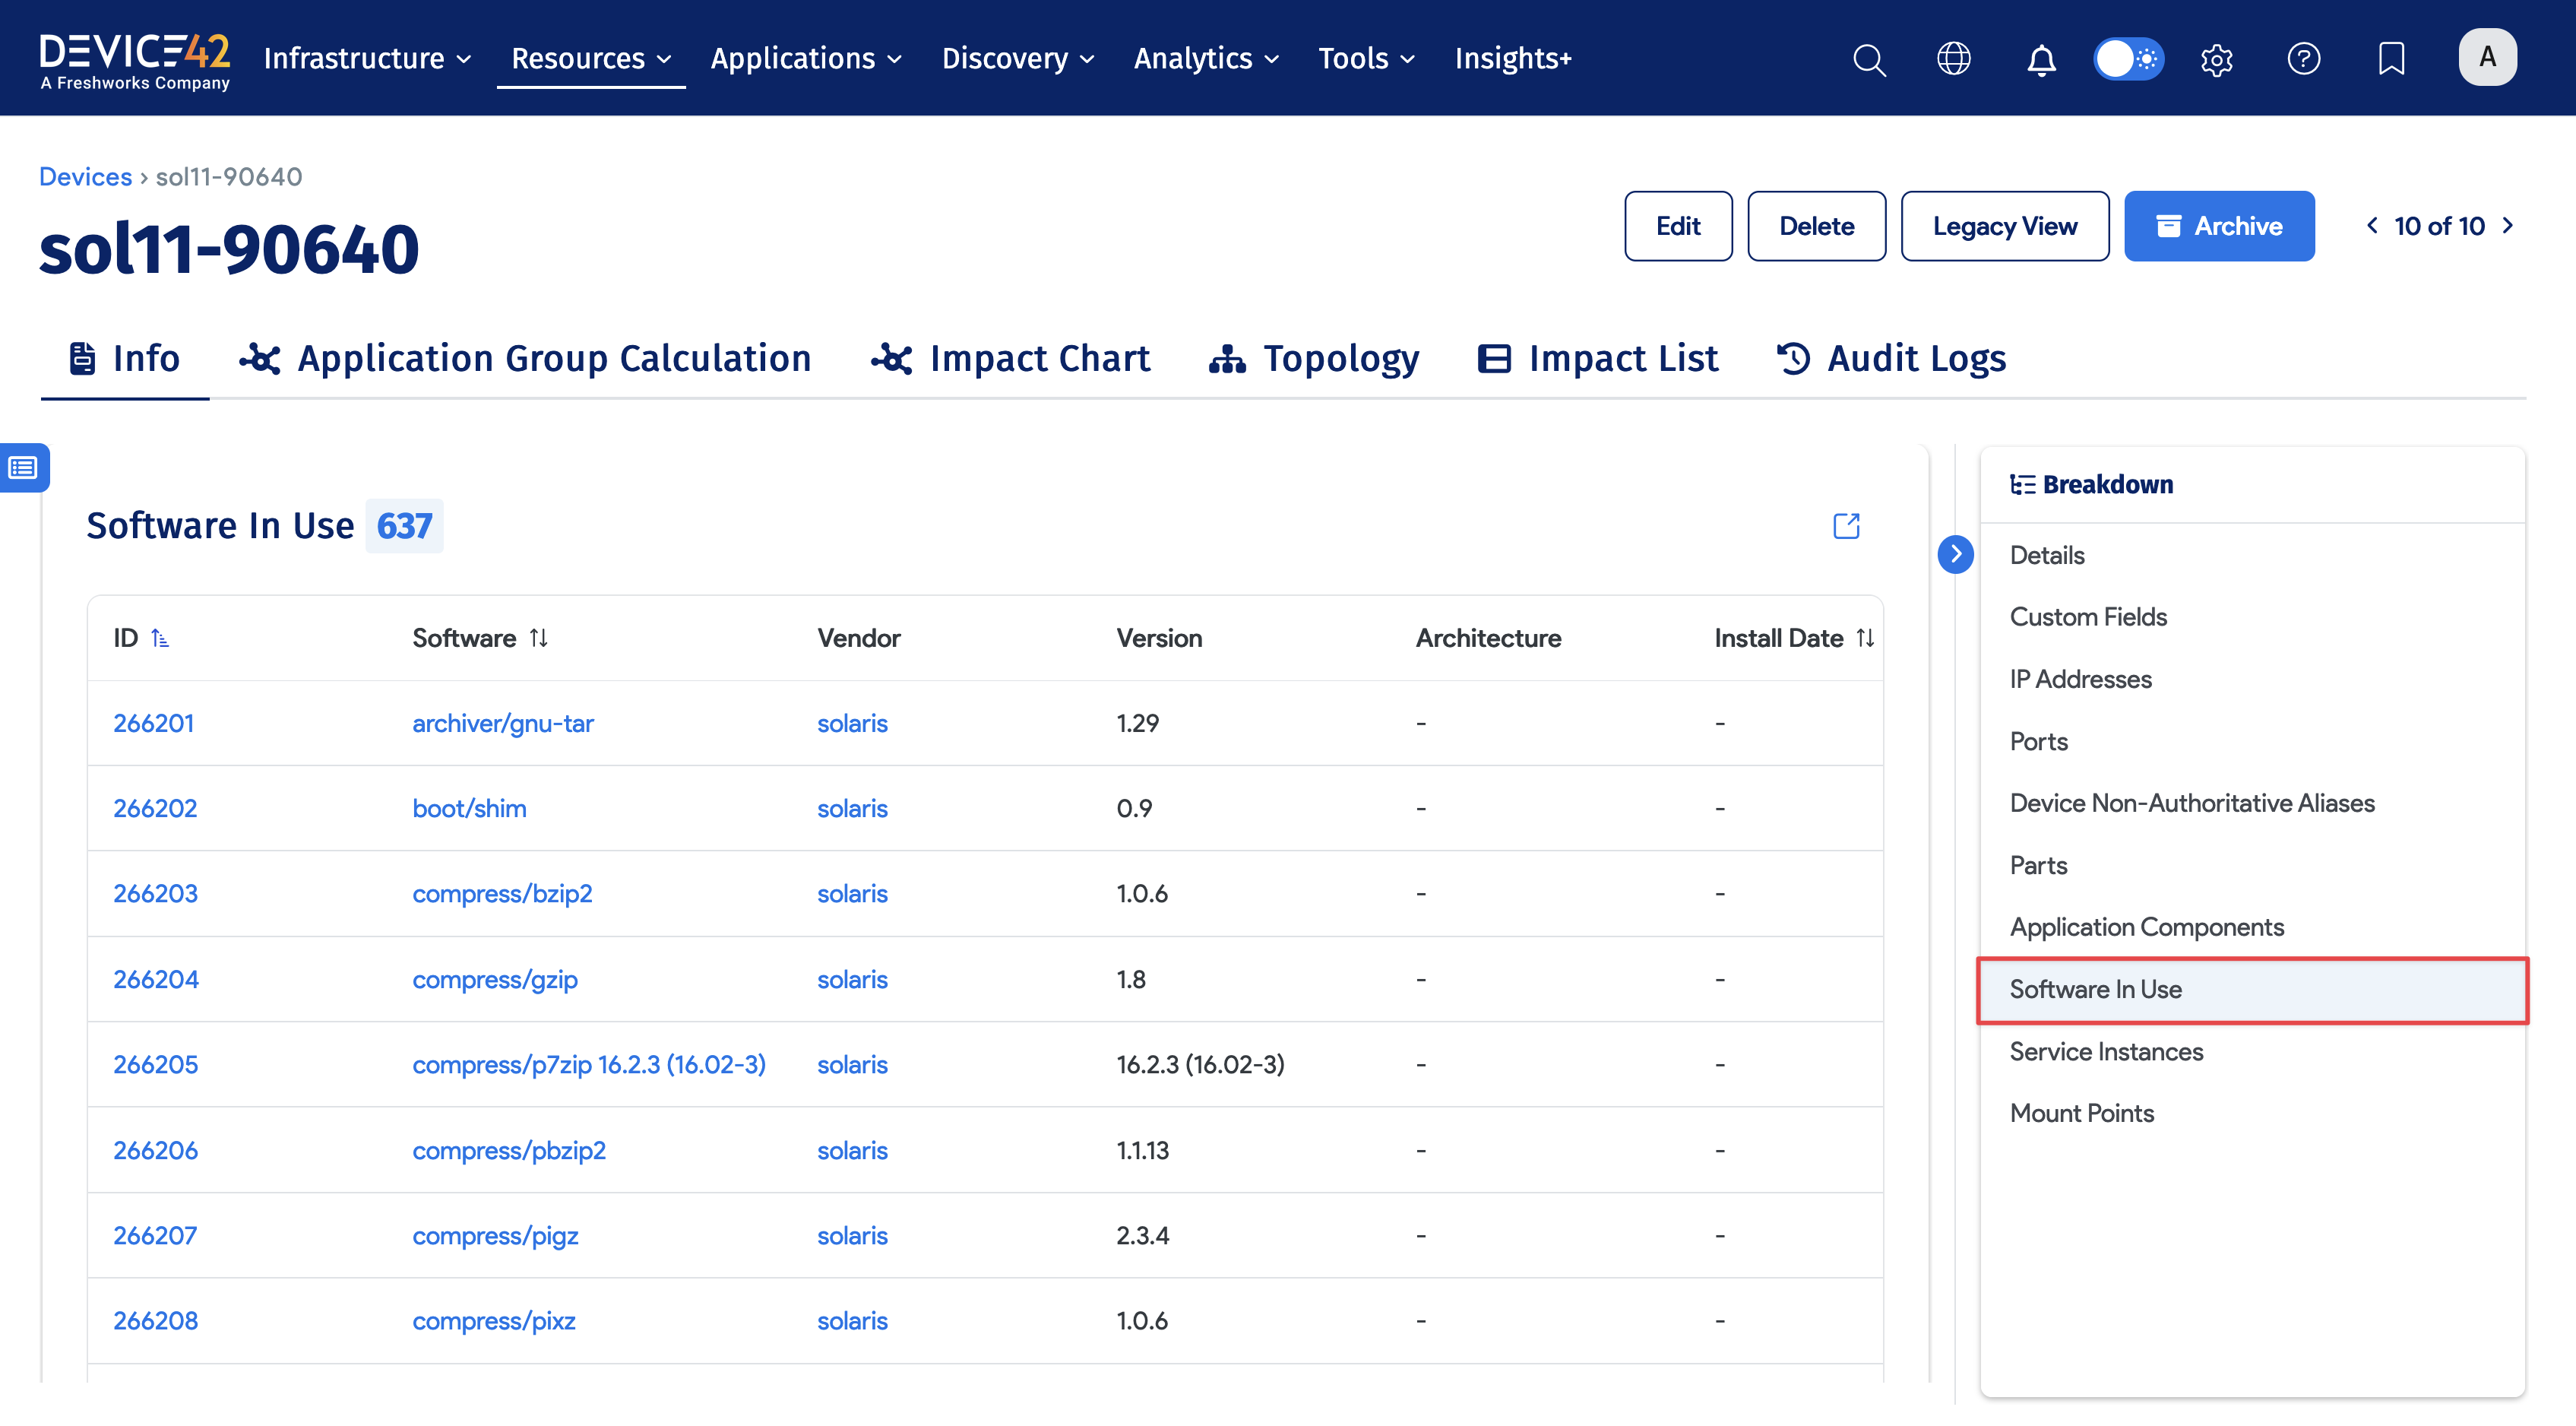 DEVICE42
A Freshworks Company
Infrastructure Resources Applications Discovery Analytics Tools Insights+
A
Devices › sol11-90640
sol11-90640
Edit Delete Legacy View Archive 10 of 10
Info Application Group Calculation Impact Chart Topology Impact List Audit Logs
Software In Use 637
ID Software Vendor Version Architecture Install Date
266201 archiver/gnu-tar solaris 1.29 - -
266202 boot/shim solaris 0.9 - -
266203 compress/bzip2 solaris 1.0.6 - -
266204 compress/gzip solaris 1.8 - -
266205 compress/p7zip 16.2.3 (16.02-3) solaris 16.2.3 (16.02-3) - -
266206 compress/pbzip2 solaris 1.1.13 - -
266207 compress/pigz solaris 2.3.4 - -
266208 compress/pixz solaris 1.0.6 - -
Breakdown
Details
Custom Fields
IP Addresses
Ports
Device Non-Authoritative Aliases
Parts
Application Components
Software In Use
Service Instances
Mount Points